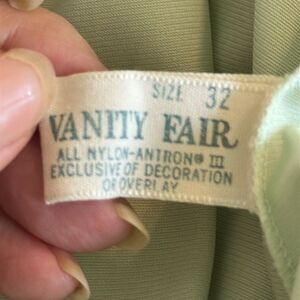 SIZE 32
VANITY FAIR
ALL NYLON-ANTRON® III
EXCLUSIVE OF DECORATION
OR OVERLAY